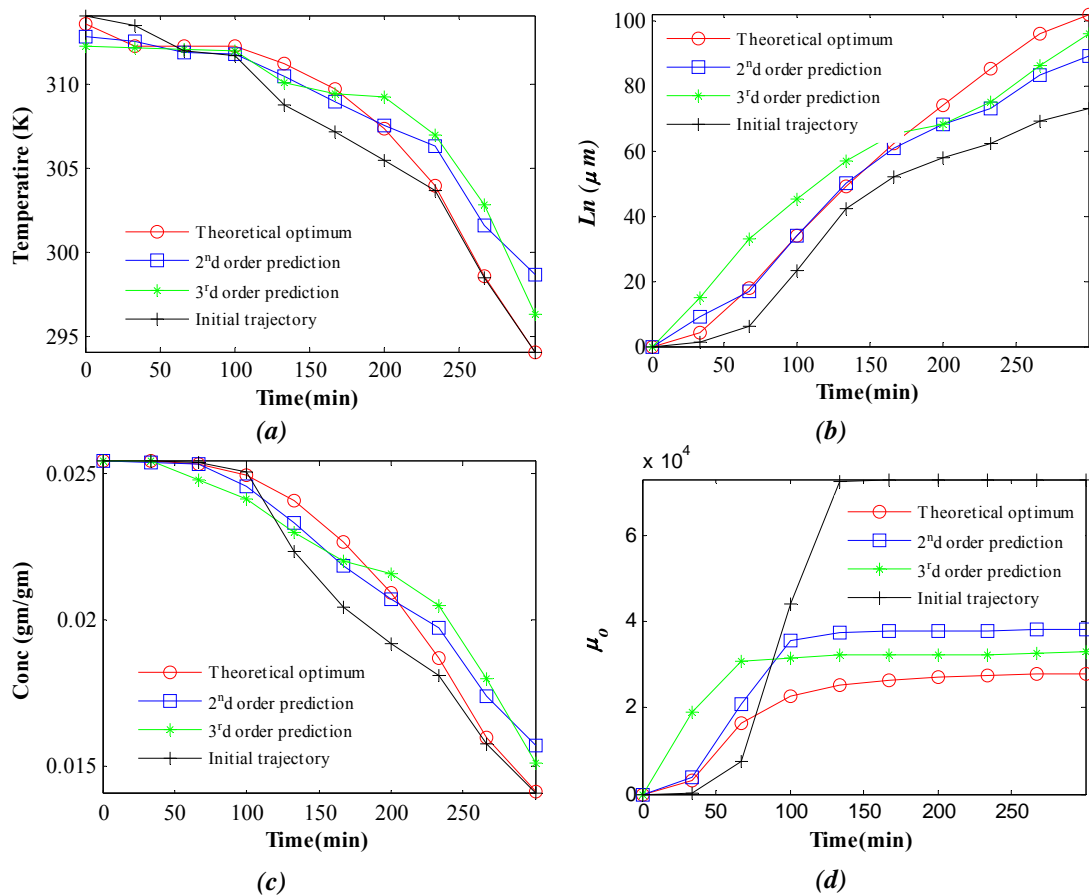 310
305
300
295
Temperatire (K)
Theoretical optimum
2ⁿd order prediction
3ʳd order prediction
Initial trajectory
0 50 100 150 200 250
Time(min)
(a)
100
80
60
40
20
0
Ln (μ m)
Theoretical optimum
2ⁿd order prediction
3ʳd order prediction
Initial trajectory
0 50 100 150 200 250
Time(min)
(b)
0.025
0.02
0.015
Conc (gm/gm)
Theoretical optimum
2ⁿd order prediction
3ʳd order prediction
Initial trajectory
0 50 100 150 200 250
Time(min)
(c)
x 10⁴
6
4
2
0
μₒ
Theoretical optimum
2ⁿd order prediction
3ʳd order prediction
Initial trajectory
0 50 100 150 200 250
Time(min)
(d)